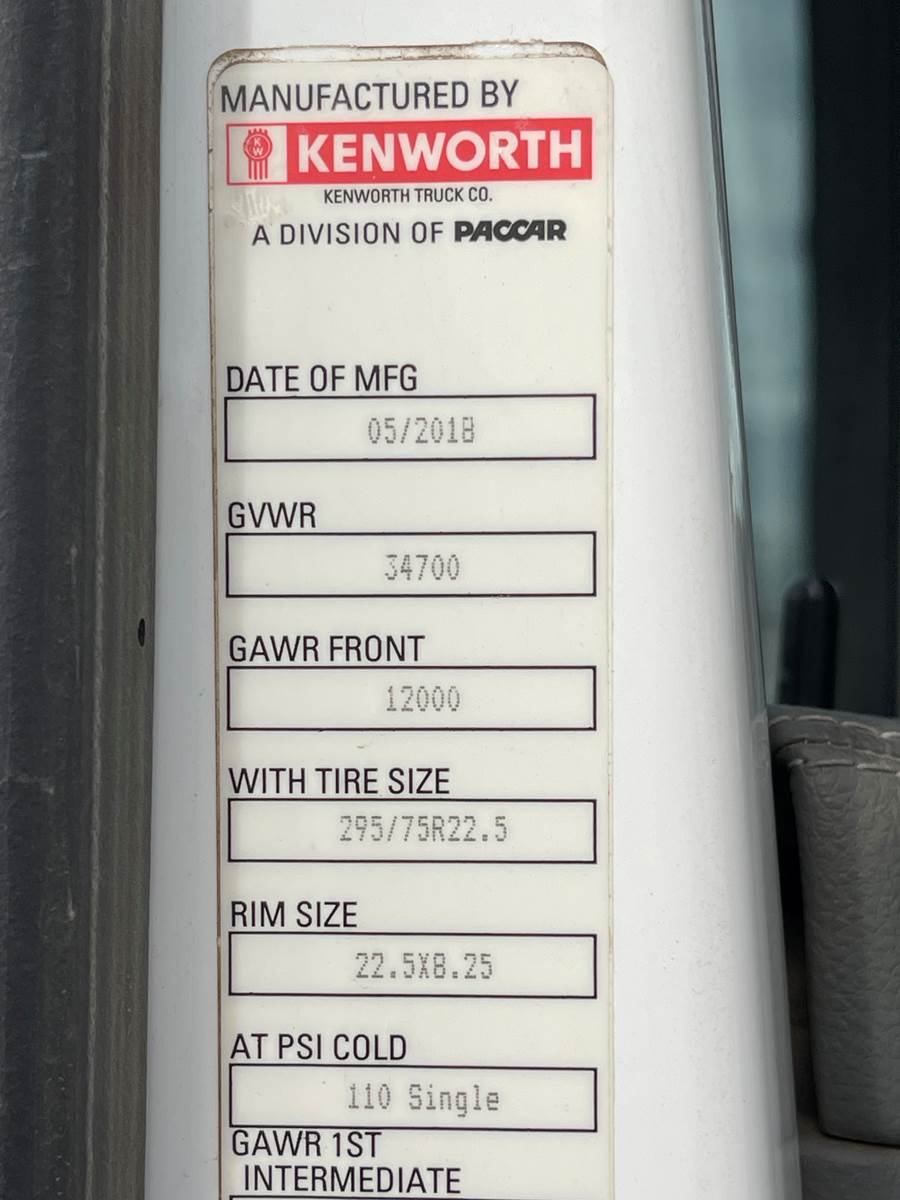 MANUFACTURED BY
KW KENWORTH
KENWORTH TRUCK CO.
A DIVISION OF PACCAR
DATE OF MFG
05/2018
GVWR
34700
GAWR FRONT
12000
WITH TIRE SIZE
295/75R22.5
RIM SIZE
22.5X8.25
AT PSI COLD
110 Single
GAWR 1ST
INTERMEDIATE